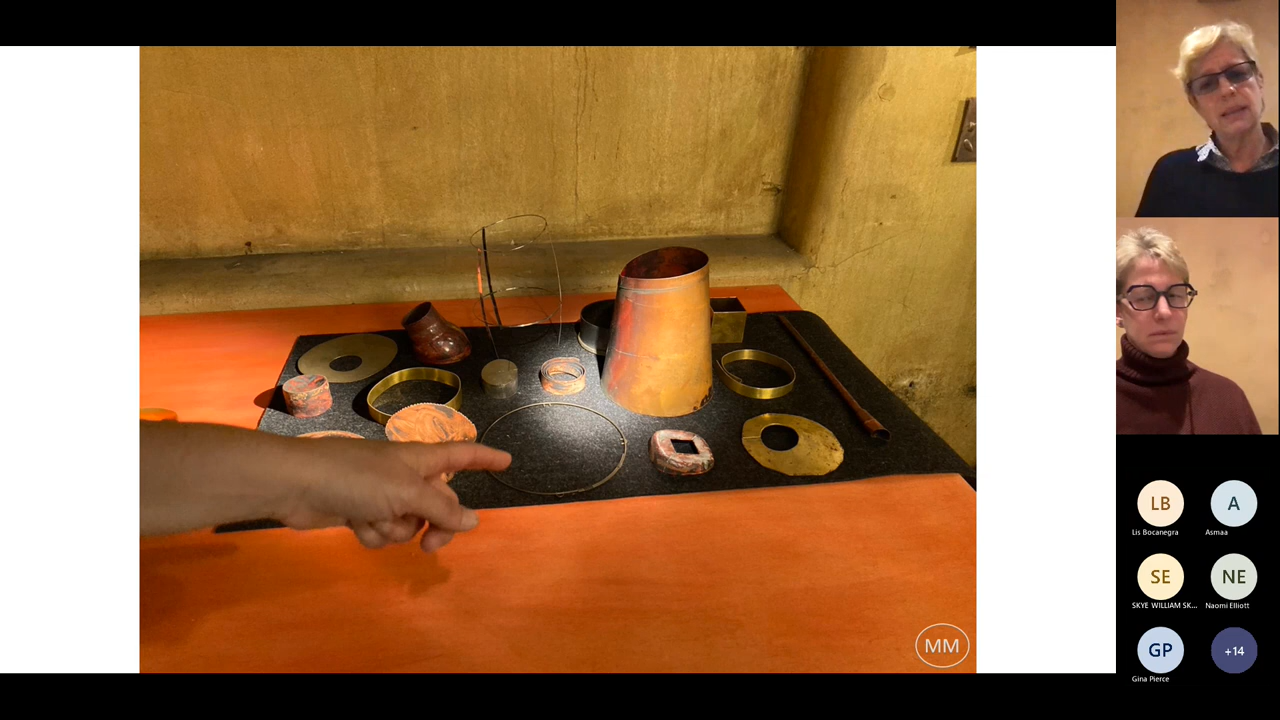 MM
LB
A
Lis Bocanegra
Asmaa
SE
NE
SKYE WILLIAM SK...
Naomi Elliott
GP
+14
Gina Pierce